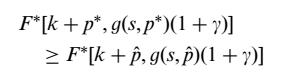 F*[k + p*, g(s, p*)(1 + γ)]
≥ F*[k + p̂, g(s, p̂)(1 + γ)]